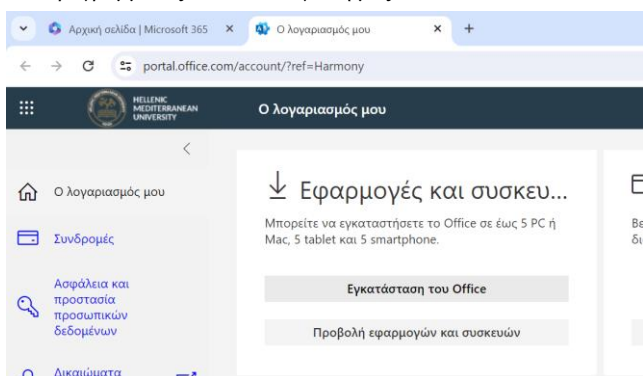 Αρχική σελίδα | Microsoft 365
Ο λογαριασμός μου
portal.office.com/account/?ref=Harmony
HELLENIC
MEDITERRANEAN
UNIVERSITY
Ο λογαριασμός μου
Ο λογαριασμός μου
Συνδρομές
Ασφάλεια και
προστασία
προσωπικών
δεδομένων
Δικαιώματα
Εφαρμογές και συσκευ...
Μπορείτε να εγκαταστήσετε το Office σε έως 5 PC ή
Mac, 5 tablet και 5 smartphone.
Εγκατάσταση του Office
Προβολή εφαρμογών και συσκευών